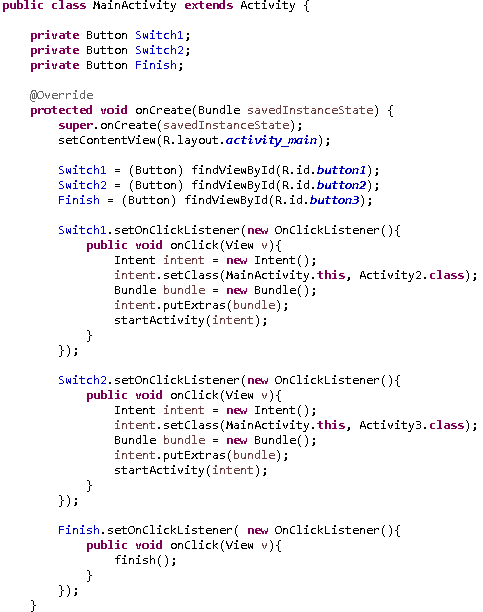 public class MainActivity extends Activity {
private Button Switch1;
private Button Switch2;
private Button Finish;
@Override
protected void onCreate(Bundle savedInstanceState) {
super.onCreate(savedInstanceState);
setContentView(R.layout.activity_main);
Switch1 = (Button) findViewById(R.id.button1);
Switch2 = (Button) findViewById(R.id.button2);
Finish = (Button) findViewById(R.id.button3);
Switch1.setOnClickListener(new OnClickListener(){
public void onClick(View v){
Intent intent = new Intent();
intent.setClass(MainActivity.this, Activity2.class);
Bundle bundle = new Bundle();
intent.putExtras(bundle);
startActivity(intent);
}
});
Switch2.setOnClickListener(new OnClickListener(){
public void onClick(View v){
Intent intent = new Intent();
intent.setClass(MainActivity.this, Activity3.class);
Bundle bundle = new Bundle();
intent.putExtras(bundle);
startActivity(intent);
}
});
Finish.setOnClickListener( new OnClickListener(){
public void onClick(View v){
finish();
}
});
}